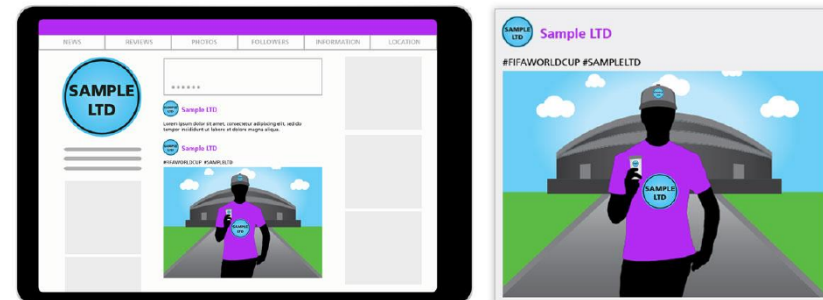 NEWS
REVIEWS
PHOTOS
FOLLOWERS
INFORMATION
LOCATION
SAMPLE
LTD
******
Sample LTD
Lorem ipsum dolor sit amet, consectetur adipiscing elit, sed do
tempor incididunt ut labore et dolore magna aliqua.
SAMPLE
LTD
Sample LTD
#FIFAWORLDCUP #SAMPLELTD
SAMPLE
LTD
SAMPLE
LTD
Sample LTD
#FIFAWORLDCUP #SAMPLELTD
SAMPLE
LTD